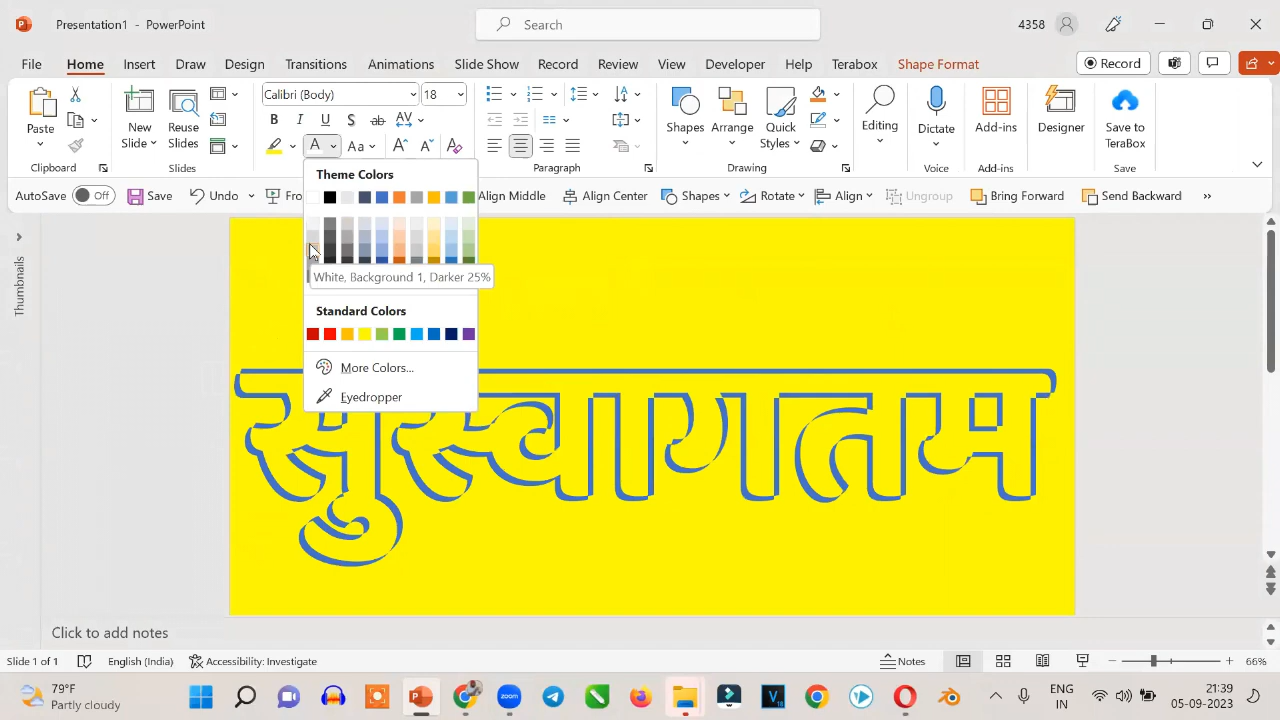 Presentation1 - PowerPoint
Search
4358
File Home Insert Draw Design Transitions Animations Slide Show Record Review View Developer Help Terabox Shape Format
Record
Calibri (Body) 18
Paste
New Slide
Reuse Slides
Shapes
Arrange
Quick Styles
Editing
Dictate
Add-ins
Designer
Save to TeraBox
Clipboard Slides Paragraph Drawing Voice Add-ins Designer Save
AutoSave Off Save Undo Align Middle Align Center Shapes Rotate Align Ungroup Bring Forward Send Backward
Theme Colors
White, Background 1, Darker 25%
Standard Colors
More Colors...
Eyedropper
Thumbnails
सुस्वागतम
Click to add notes
Slide 1 of 1 English (India) Accessibility: Investigate Notes 66%
79°F
Partly cloudy
ENG
IN
21:39
05-09-2023